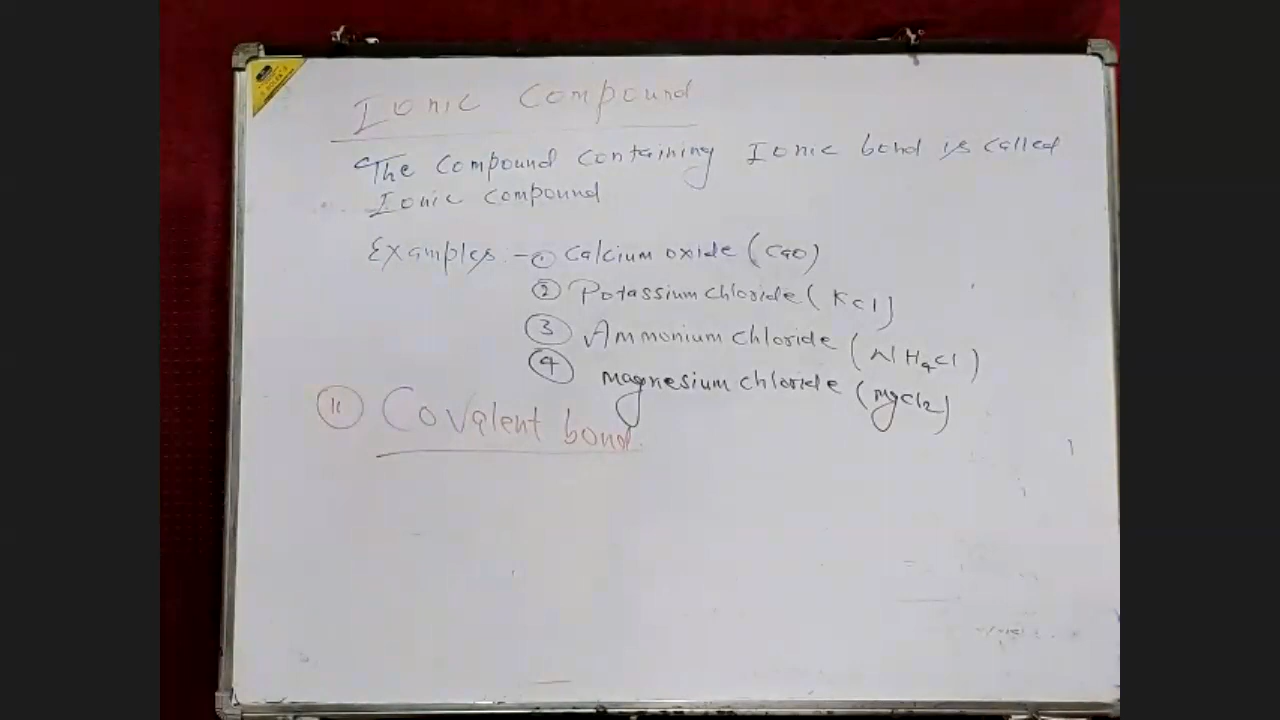 Ionic Compound
The Compound containing Ionic bond is called
Ionic compound
Examples :- ① Calcium oxide (CaO)
② Potassium chloride (KCl)
③ Ammonium chloride (NH₄Cl)
④ magnesium chloride (MgCl₂)
⑪ Covalent bond.